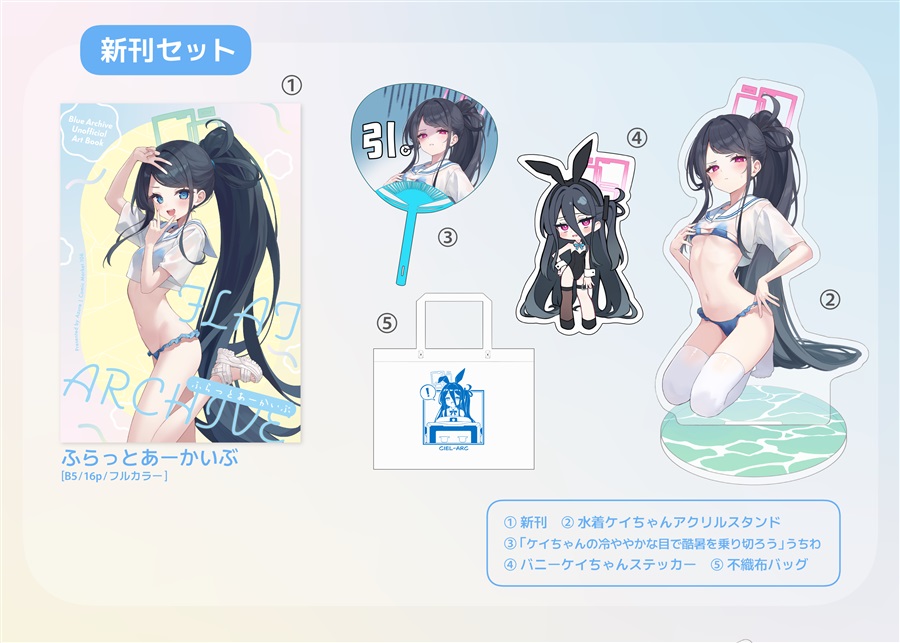 新刊セット
①
Blue Archive
Unofficial
Art Book
FLAT
ARCHIVE
ふらっとあーかいぶ
ふらっとあーかいぶ
[B5/16p/フルカラー]
③
④
②
⑤
!
CIEL-ARC
① 新刊 ② 水着ケイちゃんアクリルスタンド
③「ケイちゃんの冷ややかな目で酷暑を乗り切ろう」うちわ
④ バニーケイちゃんステッカー ⑤ 不織布バッグ